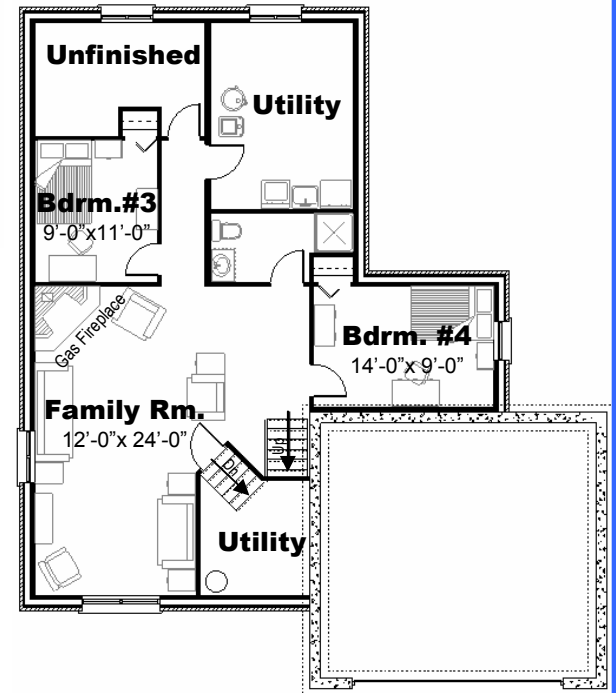 Unfinished
Utility
Bdrm.#3
9'-0"x11'-0"
Gas Fireplace
Bdrm. #4
14'-0"x 9'-0"
Family Rm.
12'-0"x 24'-0"
Up
Dn
Utility